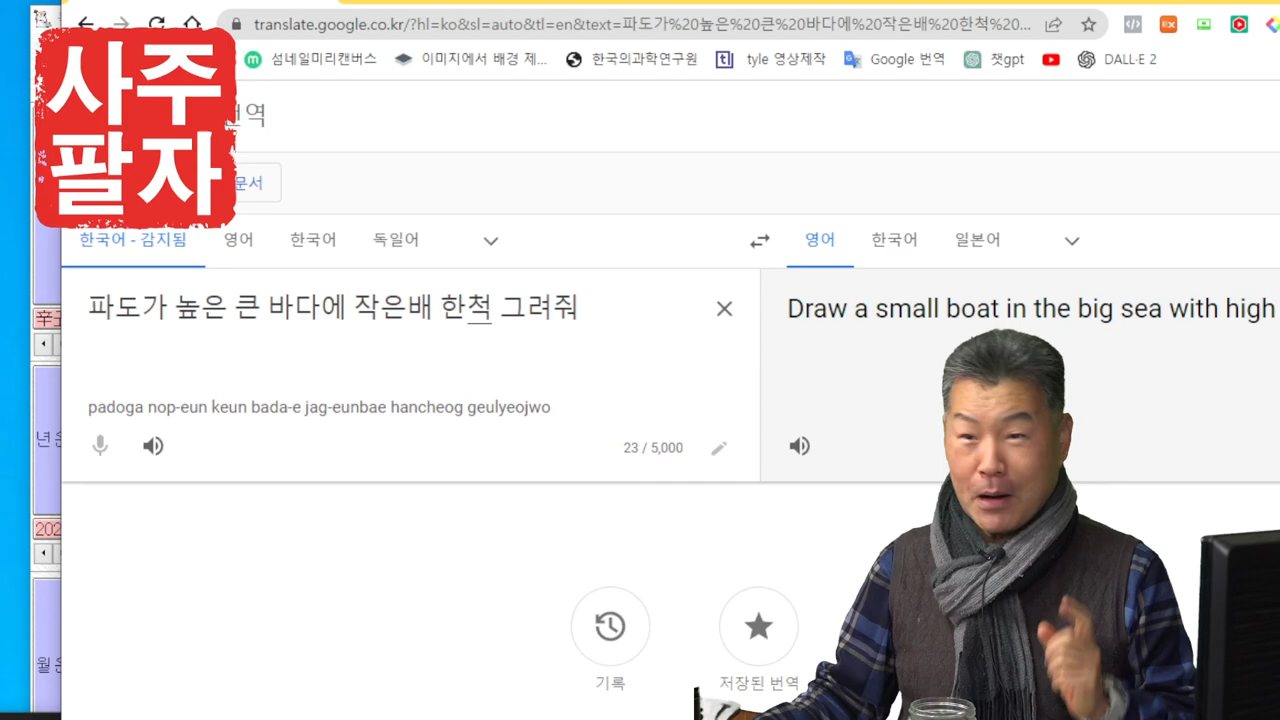 translate.google.co.kr/?hl=ko&sl=auto&tl=en&text=파도가%20높은%20큰%20바다에%20작은배%20한척%20...
섬네일미리캔버스 이미지에서 배경 제... 한국의과학연구원 tyle 영상제작 Google 번역 챗gpt DALL·E 2
사주
팔자
번역
문서
한국어 - 감지됨 영어 한국어 독일어 영어 한국어 일본어
파도가 높은 큰 바다에 작은배 한척 그려줘
Draw a small boat in the big sea with high
padoga nop-eun keun bada-e jag-eunbae hancheog geulyeojwo
23 / 5,000
년운
202
월운
기록 저장된 번역